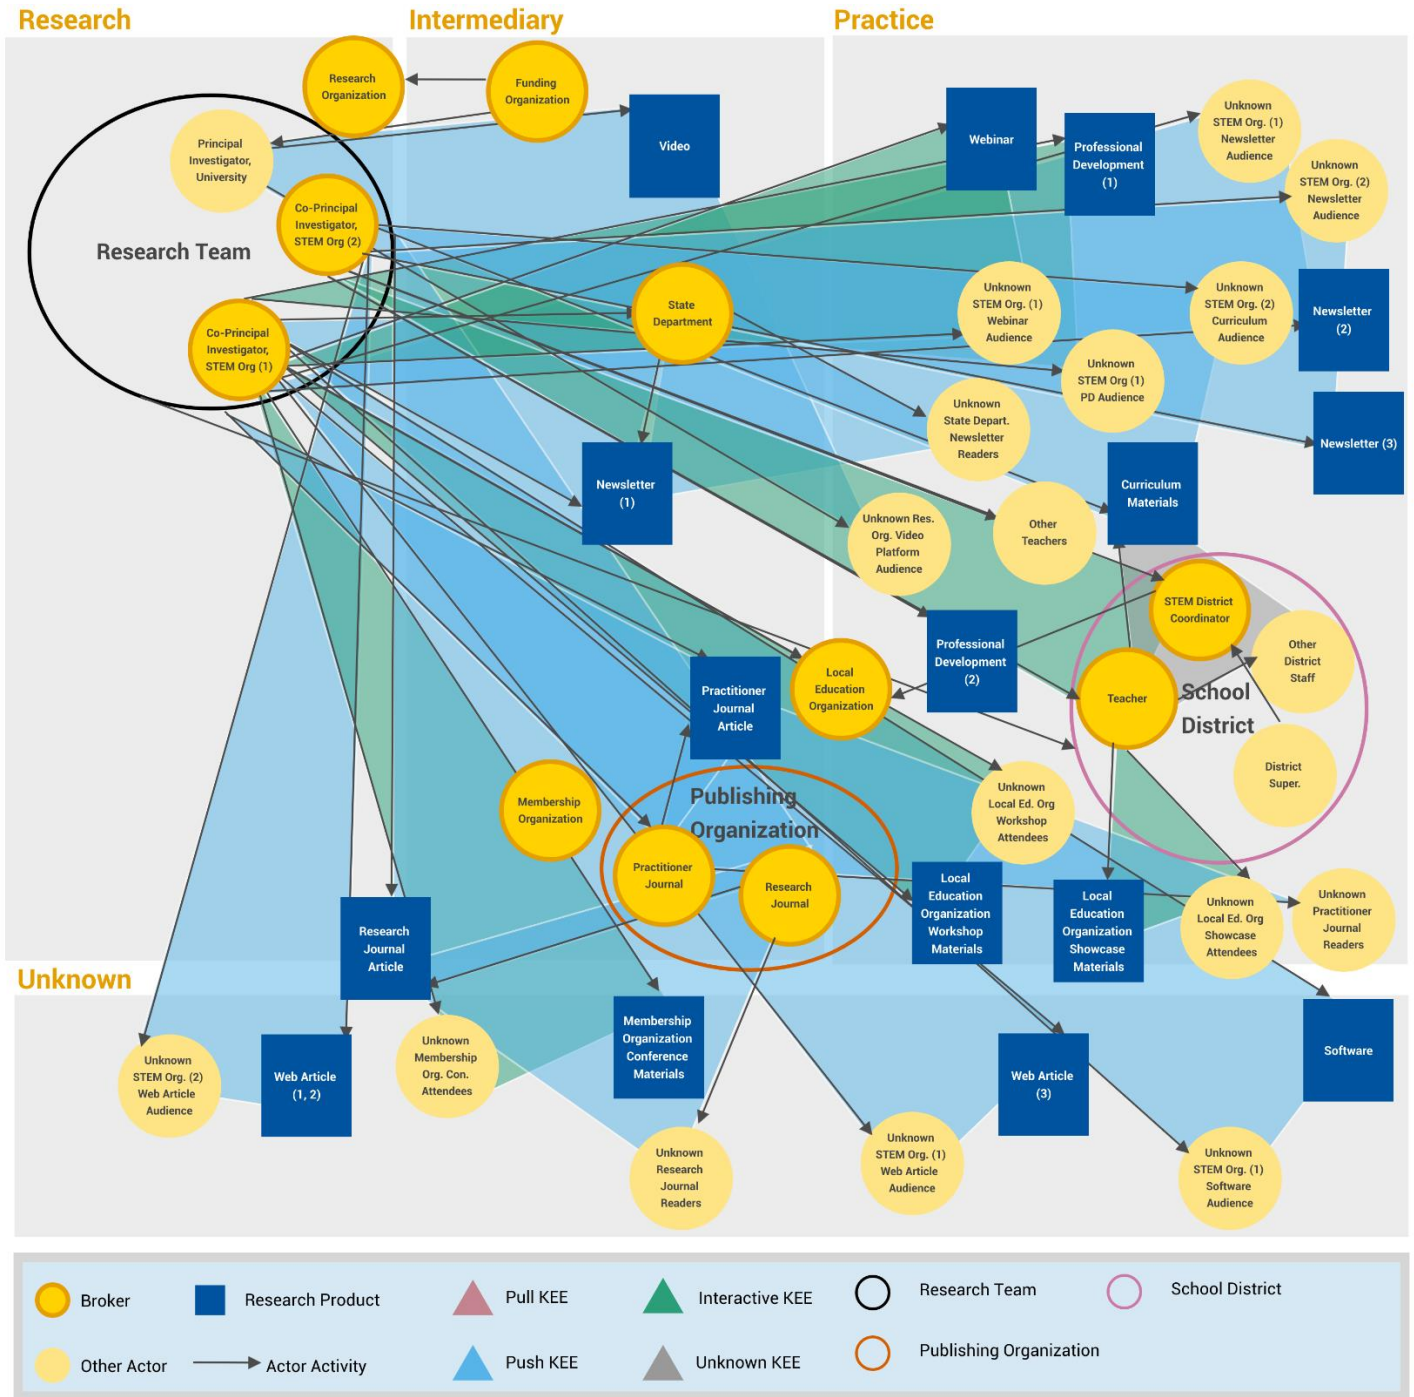 Research
Intermediary
Practice
Research
Organization
Funding
Organization
Video
Principal
Investigator,
University
Co-Principal
Investigator,
STEM Org (2)
Research Team
Co-Principal
Investigator,
STEM Org (1)
State
Department
Newsletter
(1)
Webinar
Professional
Development
(1)
Unknown
STEM Org. (1)
Newsletter
Audience
Unknown
STEM Org. (2)
Newsletter
Audience
Unknown
STEM Org. (1)
Webinar
Audience
Unknown
STEM Org. (2)
Curriculum
Audience
Newsletter
(2)
Unknown
STEM Org (1)
PD Audience
Unknown
State Depart.
Newsletter
Readers
Newsletter (3)
Curriculum
Materials
Unknown Res.
Org. Video
Platform
Audience
Other
Teachers
STEM District
Coordinator
Professional
Development
(2)
Other
District
Staff
Teacher
School
District
District
Super.
Local
Education
Organization
Practitioner
Journal
Article
Membership
Organization
Publishing
Organization
Practitioner
Journal
Research
Journal
Unknown
Local Ed. Org
Workshop
Attendees
Local
Education
Organization
Workshop
Materials
Local
Education
Organization
Showcase
Materials
Unknown
Local Ed. Org
Showcase
Attendees
Unknown
Practitioner
Journal
Readers
Research
Journal
Article
Unknown
Unknown
STEM Org. (2)
Web Article
Audience
Web Article
(1, 2)
Unknown
Membership
Org. Con.
Attendees
Membership
Organization
Conference
Materials
Unknown
Research
Journal
Readers
Unknown
STEM Org. (1)
Web Article
Audience
Web Article
(3)
Unknown
STEM Org. (1)
Software
Audience
Software
Broker
Research Product
Pull KEE
Interactive KEE
Research Team
School District
Other Actor
Actor Activity
Push KEE
Unknown KEE
Publishing Organization